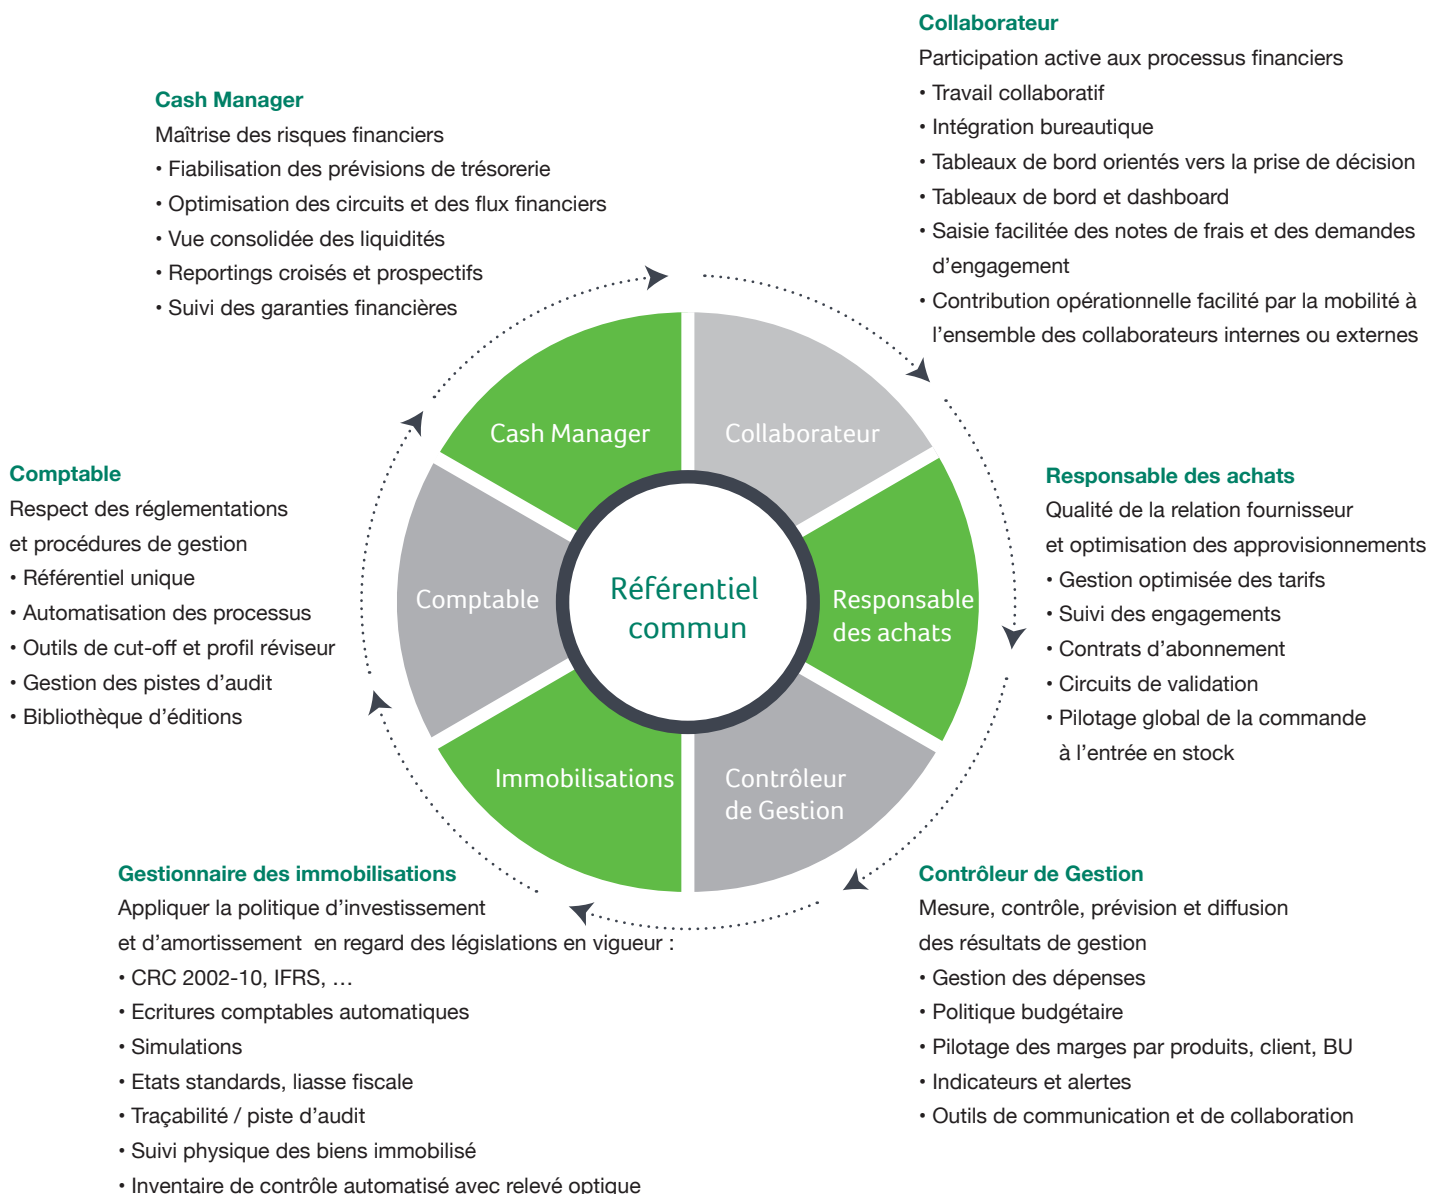 Collaborateur
Participation active aux processus financiers
• Travail collaboratif
• Intégration bureautique
• Tableaux de bord orientés vers la prise de décision
• Tableaux de bord et dashboard
• Saisie facilitée des notes de frais et des demandes
d’engagement
• Contribution opérationnelle facilité par la mobilité à
l’ensemble des collaborateurs internes ou externes
Cash Manager
Maîtrise des risques financiers
• Fiabilisation des prévisions de trésorerie
• Optimisation des circuits et des flux financiers
• Vue consolidée des liquidités
• Reportings croisés et prospectifs
• Suivi des garanties financières
Cash Manager
Collaborateur
Comptable
Référentiel
commun
Responsable
des achats
Immobilisations
Contrôleur
de Gestion
Comptable
Respect des réglementations
et procédures de gestion
• Référentiel unique
• Automatisation des processus
• Outils de cut-off et profil réviseur
• Gestion des pistes d’audit
• Bibliothèque d’éditions
Responsable des achats
Qualité de la relation fournisseur
et optimisation des approvisionnements
• Gestion optimisée des tarifs
• Suivi des engagements
• Contrats d’abonnement
• Circuits de validation
• Pilotage global de la commande
à l’entrée en stock
Gestionnaire des immobilisations
Appliquer la politique d’investissement
et d’amortissement  en regard des législations en vigueur :
• CRC 2002-10, IFRS, …
• Ecritures comptables automatiques
• Simulations
• Etats standards, liasse fiscale
• Traçabilité / piste d’audit
• Suivi physique des biens immobilisé
• Inventaire de contrôle automatisé avec relevé optique
Contrôleur de Gestion
Mesure, contrôle, prévision et diffusion
des résultats de gestion
• Gestion des dépenses
• Politique budgétaire
• Pilotage des marges par produits, client, BU
• Indicateurs et alertes
• Outils de communication et de collaboration